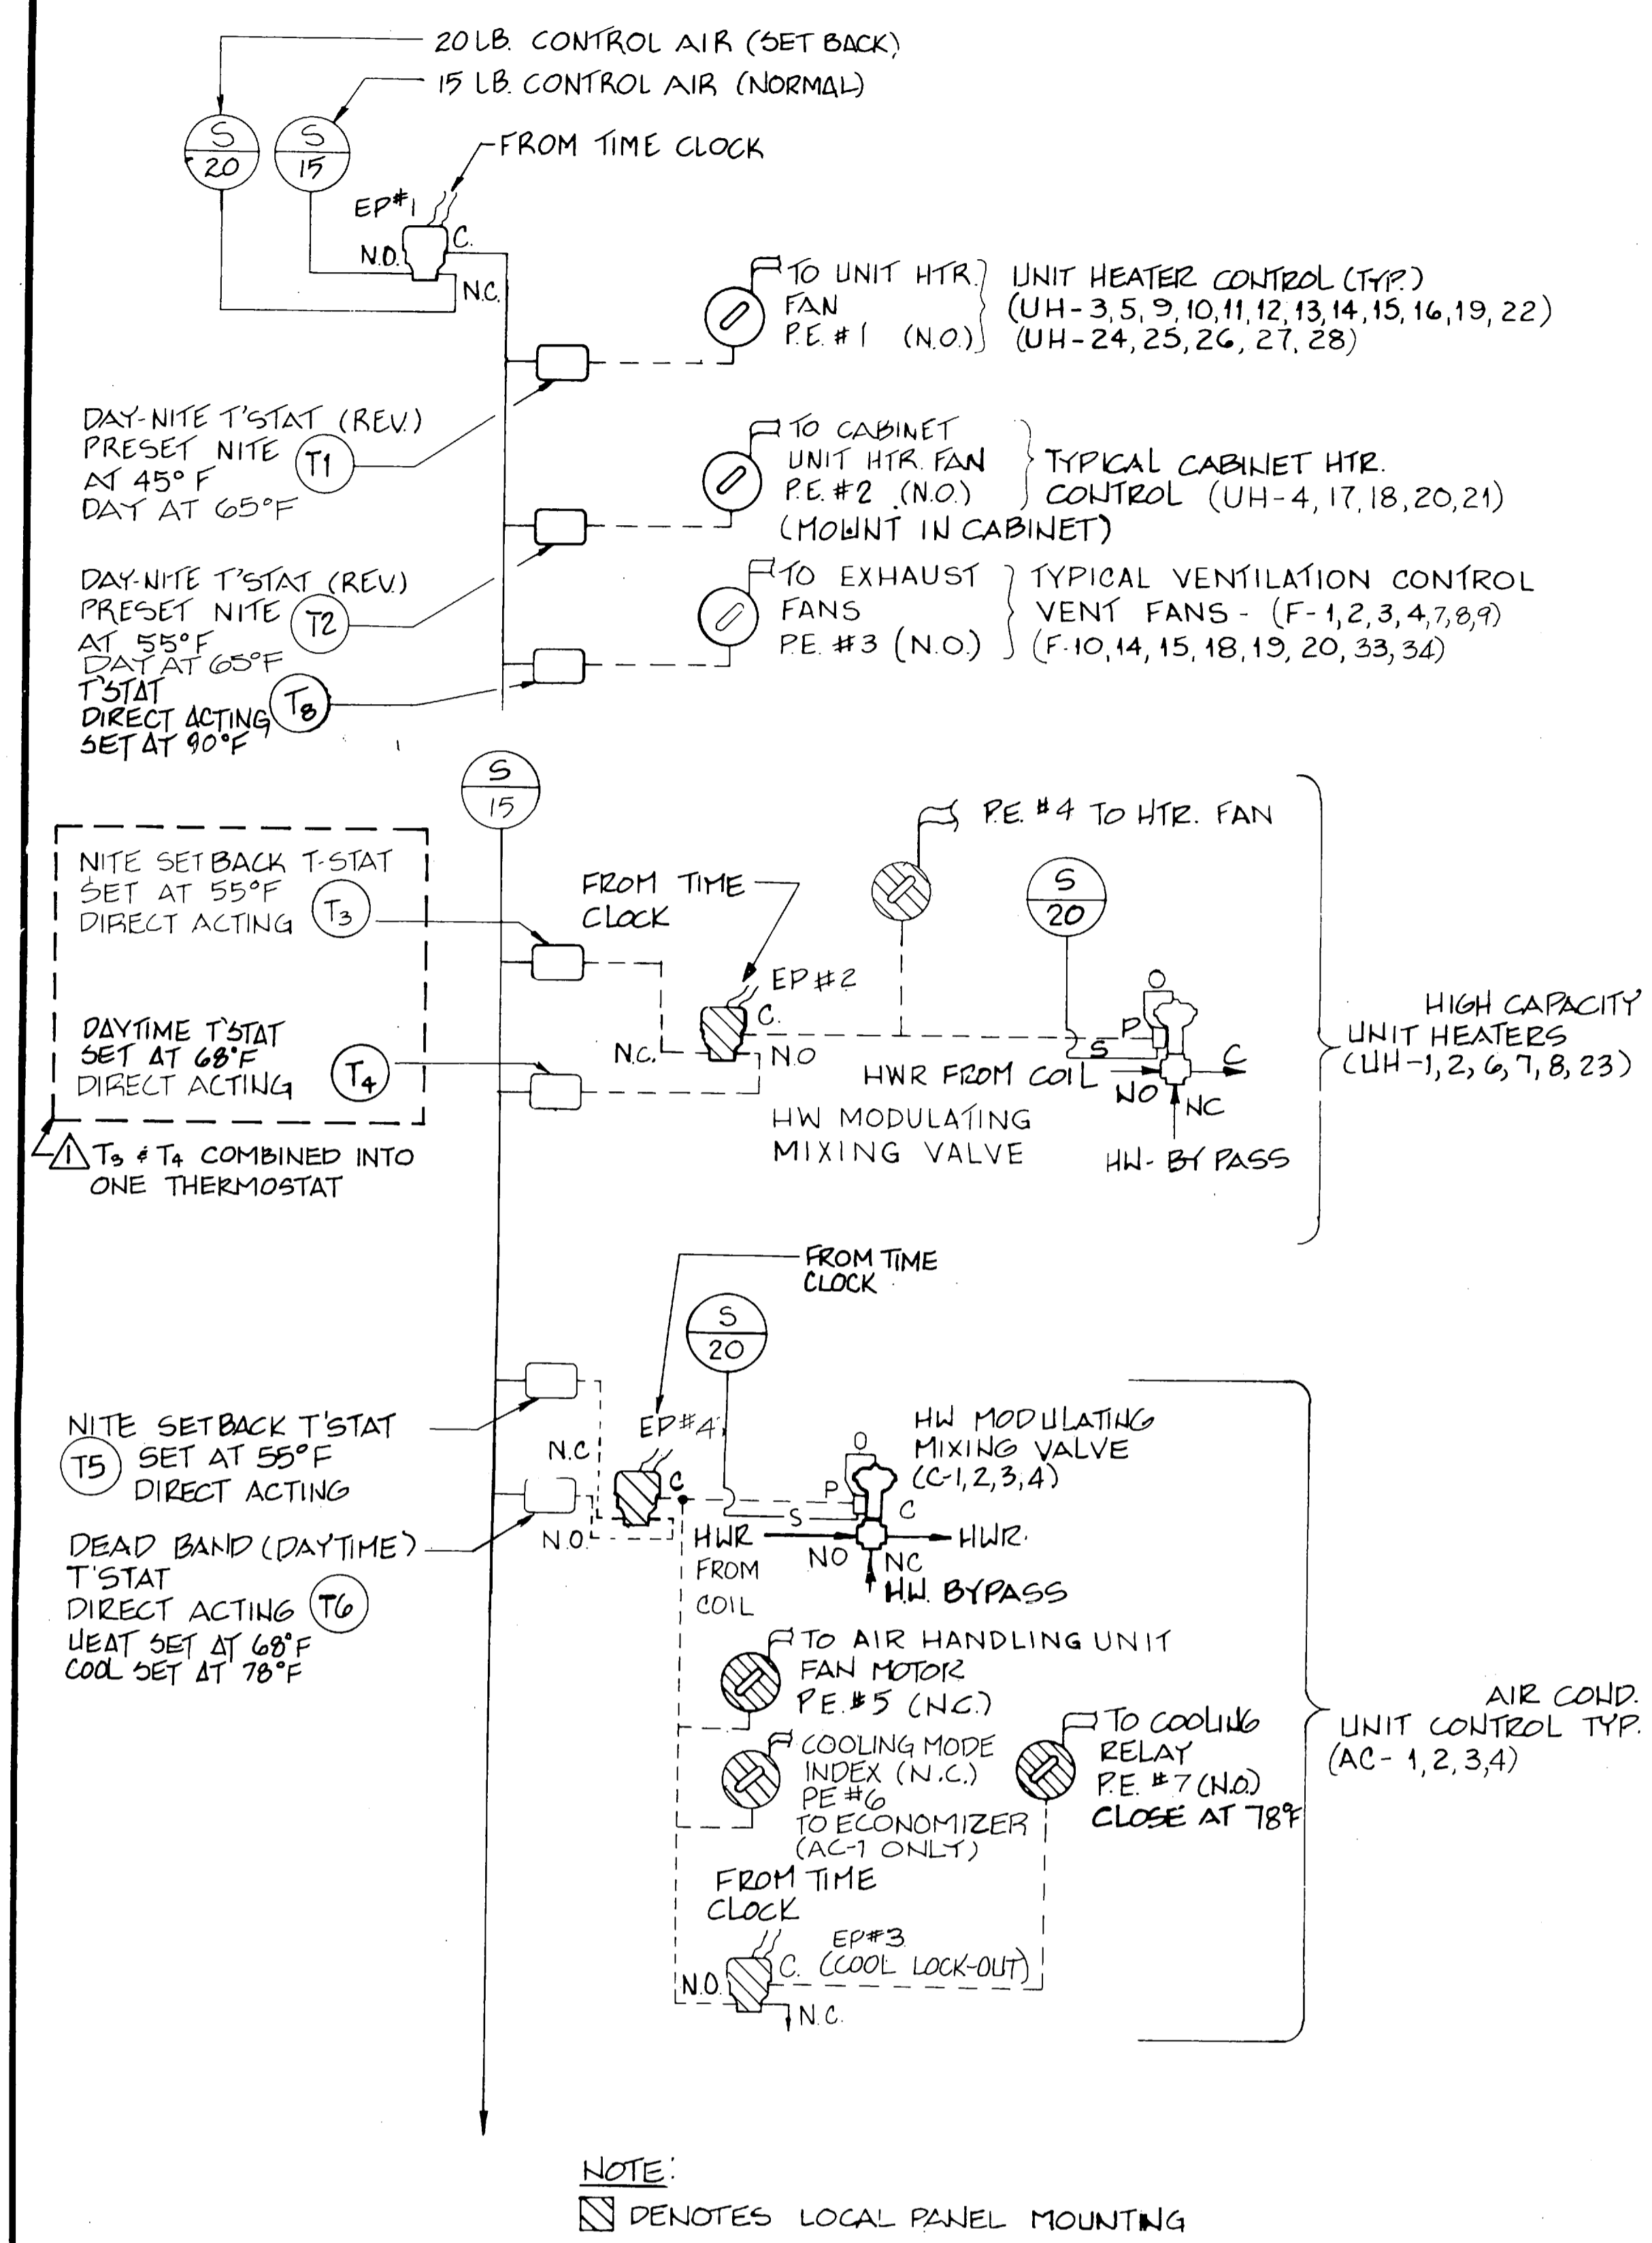 20 LB. CONTROL AIR (SET BACK)
15 LB. CONTROL AIR (NORMAL)
S
20
S
15
FROM TIME CLOCK
EP#1
C.
N.O.
N.C.
TO UNIT HTR.
FAN
P.E. #1 (N.O.)
UNIT HEATER CONTROL (TYP.)
(UH-3,5,9,10,11,12,13,14,15,16,19,22)
(UH-24,25,26,27,28)
DAY-NITE T'STAT (REV.)
PRESET NITE
AT 45°F
DAY AT 65°F
T1
TO CABINET
UNIT HTR. FAN
P.E. #2 (N.O.)
(MOUNT IN CABINET)
TYPICAL CABINET HTR.
CONTROL (UH-4,17,18,20,21)
DAY-NITE T'STAT (REV.)
PRESET NITE
AT 55°F
DAY AT 65°F
T2
TO EXHAUST
FANS
P.E. #3 (N.O.)
TYPICAL VENTILATION CONTROL
VENT FANS - (F-1,2,3,4,7,8,9)
(F-10,14,15,18,19,20,33,34)
T'STAT
DIRECT ACTING
SET AT 90°F
T8
S
15
NITE SETBACK T-STAT
SET AT 55°F
DIRECT ACTING
T3
DAYTIME T'STAT
SET AT 68°F
DIRECT ACTING
T4
1 T3 & T4 COMBINED INTO
ONE THERMOSTAT
FROM TIME
CLOCK
EP #2
C.
N.C.
N.O
P.E. #4 TO HTR. FAN
S
20
O
P
S
C
HWR FROM COIL
NO
NC
HW MODULATING
MIXING VALVE
HW-BY PASS
HIGH CAPACITY
UNIT HEATERS
(UH-1,2,6,7,8,23)
FROM TIME
CLOCK
S
20
NITE SETBACK T'STAT
T5 SET AT 55°F
DIRECT ACTING
EP#4
N.C
C
N.O.
HW MODULATING
MIXING VALVE
(C-1,2,3,4)
O
P
S
C
HWR
FROM
COIL
HWR.
NO
NC
H.W. BYPASS
DEAD BAND (DAYTIME)
T'STAT
DIRECT ACTING T6
HEAT SET AT 68°F
COOL SET AT 78°F
TO AIR HANDLING UNIT
FAN MOTOR
P.E. #5 (N.C.)
COOLING MODE
INDEX (N.C.)
PE #6
TO ECONOMIZER
(AC-1 ONLY)
TO COOLING
RELAY
P.E. #7 (N.O.)
CLOSE AT 78°F
AIR COND.
UNIT CONTROL TYP.
(AC-1,2,3,4)
FROM TIME
CLOCK
EP#3
C. (COOL LOCK-OUT)
N.O.
N.C.
NOTE:
DENOTES LOCAL PANEL MOUNTING